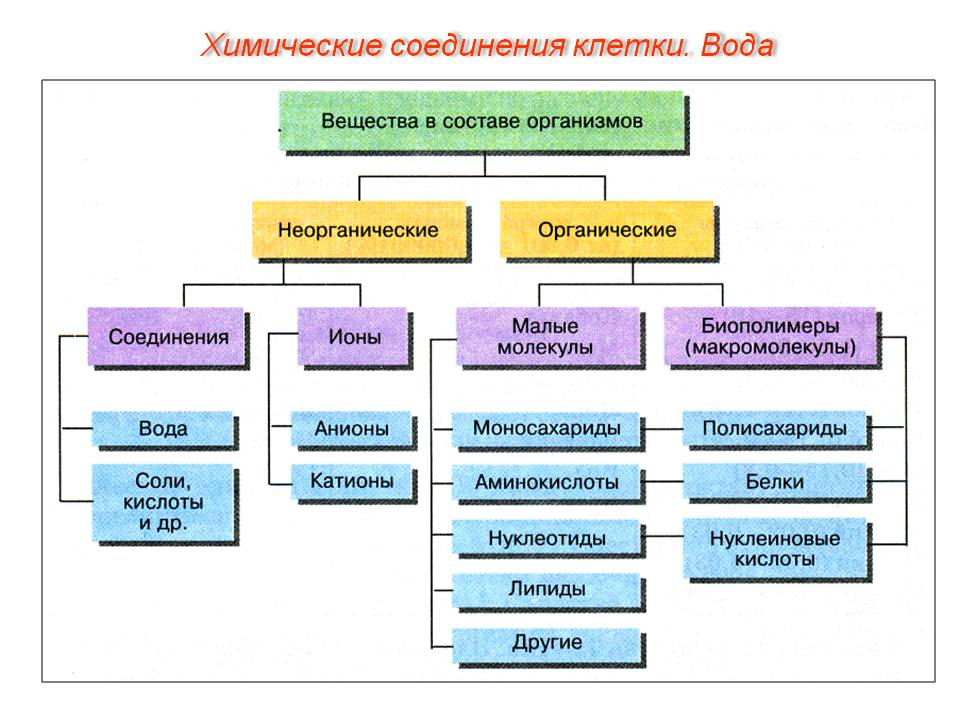 Химические соединения клетки. Вода
Вещества в составе организмов
Неорганические
Органические
Соединения
Ионы
Малые
молекулы
Биополимеры
(макромолекулы)
Вода
Анионы
Моносахариды
Полисахариды
Соли,
кислоты
и др.
Катионы
Аминокислоты
Белки
Нуклеотиды
Нуклеиновые
кислоты
Липиды
Другие